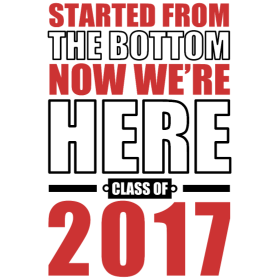 STARTED FROM
THE BOTTOM
NOW WE'RE
HERE
CLASS OF
2017